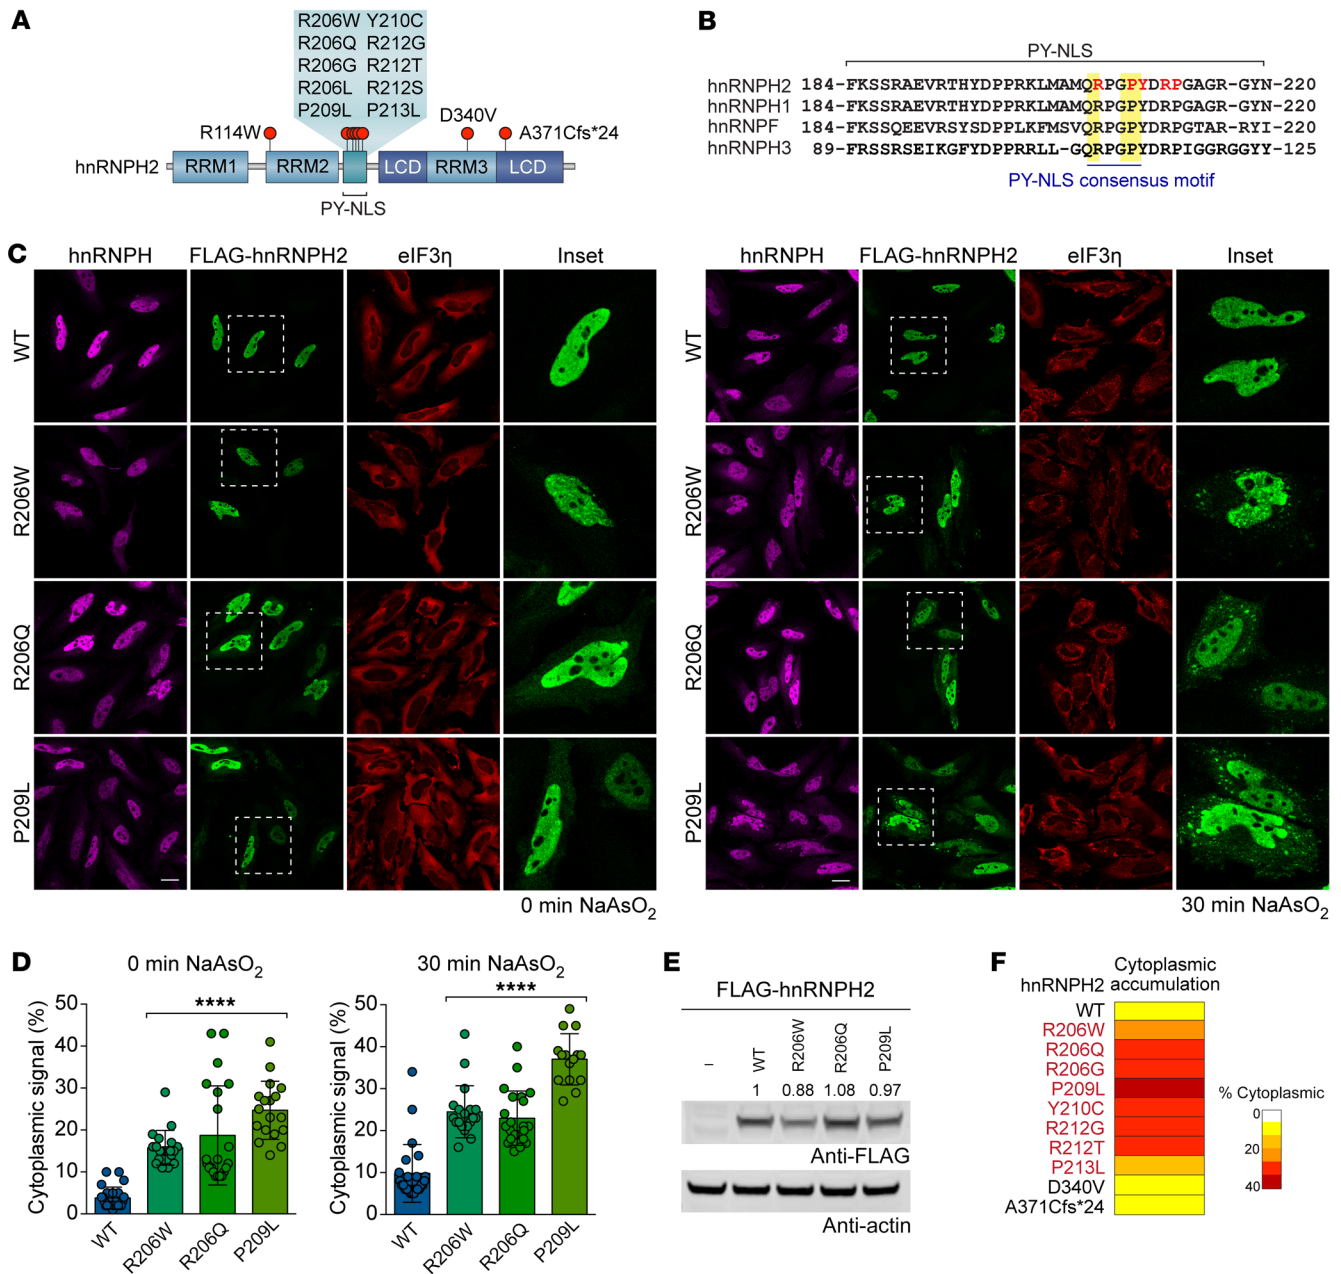 A
R206W Y210C
R206Q R212G
R206G R212T
R206L R212S
P209L P213L
R114W
D340V
A371Cfs*24
hnRNPH2 RRM1 RRM2 LCD RRM3 LCD
PY-NLS
B
PY-NLS
hnRNPH2 184-FKSSRAEVRTHYDPPRKLMAMQRPGPYDRPGAGR-GYN-220
hnRNPH1 184-FKSSRAEVRTHYDPPRKLMAMQRPGPYDRPGAGR-GYN-220
hnRNPF 184-FKSSQEEVRSYSDPPLKFMSVQRPGPYDRPGTAR-RYI-220
hnRNPH3 89-FRSSRSEIKGFYDPPRRLL-GQRPGPYDRPIGGRGGYY-125
PY-NLS consensus motif
C
hnRNPH FLAG-hnRNPH2 eIF3η Inset
WT
R206W
R206Q
P209L
0 min NaAsO2
hnRNPH FLAG-hnRNPH2 eIF3η Inset
WT
R206W
R206Q
P209L
30 min NaAsO2
D
0 min NaAsO2
Cytoplasmic signal (%)
50
40
30
20
10
0
****
WT R206W R206Q P209L
30 min NaAsO2
Cytoplasmic signal (%)
50
40
30
20
10
0
****
WT R206W R206Q P209L
E
FLAG-hnRNPH2
– WT R206W R206Q P209L
1 0.88 1.08 0.97
Anti-FLAG
Anti-actin
F
Cytoplasmic
hnRNPH2 accumulation
WT
R206W
R206Q
R206G
P209L
Y210C
R212G
R212T
P213L
D340V
A371Cfs*24
% Cytoplasmic
0
20
40